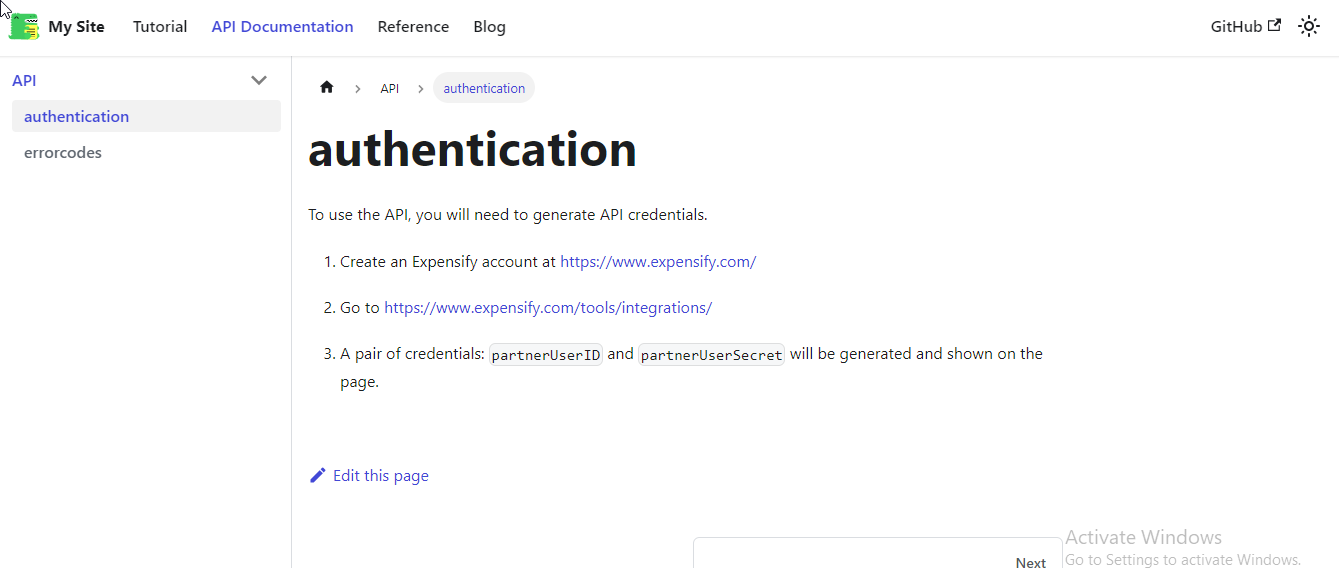 My Site Tutorial API Documentation Reference Blog GitHub
API
authentication
errorcodes
API authentication
authentication
To use the API, you will need to generate API credentials.
1. Create an Expensify account at https://www.expensify.com/
2. Go to https://www.expensify.com/tools/integrations/
3. A pair of credentials: partnerUserID and partnerUserSecret will be generated and shown on the
page.
Edit this page
Next
Activate Windows
Go to Settings to activate Windows.